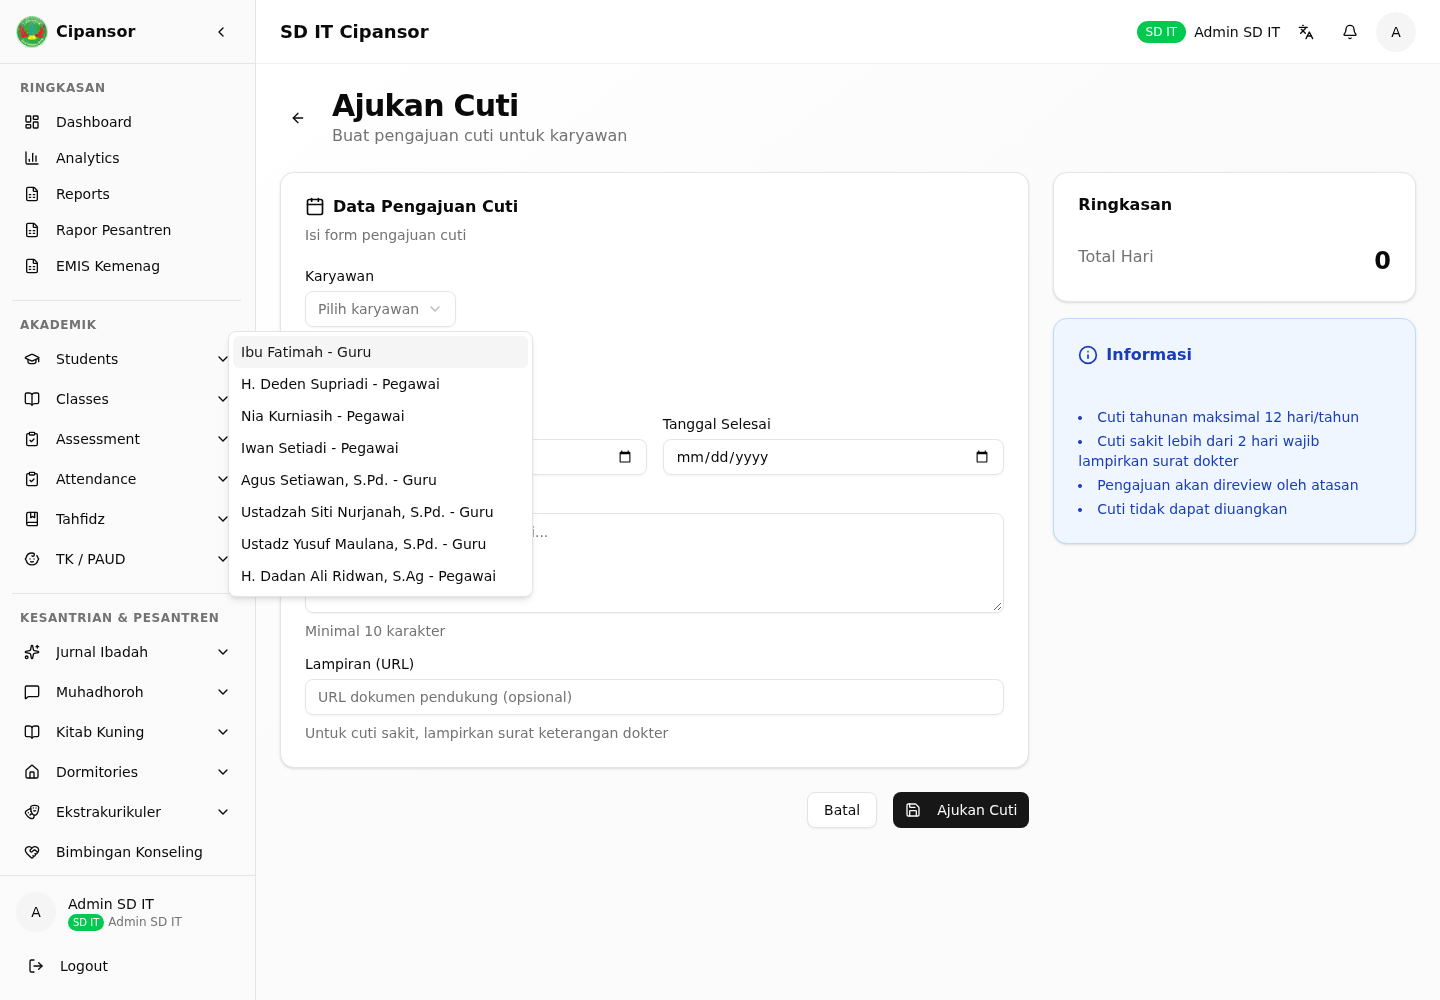 Cipansor
RINGKASAN
Dashboard
Analytics
Reports
Rapor Pesantren
EMIS Kemenag
AKADEMIK
Students
Classes
Assessment
Attendance
Tahfidz
TK / PAUD
KESANTRIAN & PESANTREN
Jurnal Ibadah
Muhadhoroh
Kitab Kuning
Dormitories
Ekstrakurikuler
Bimbingan Konseling
A
Admin SD IT
SD IT Admin SD IT
Logout
SD IT Cipansor
SD IT Admin SD IT A
Ajukan Cuti
Buat pengajuan cuti untuk karyawan
Data Pengajuan Cuti
Isi form pengajuan cuti
Karyawan
Pilih karyawan
Ibu Fatimah - Guru
H. Deden Supriadi - Pegawai
Nia Kurniasih - Pegawai
Iwan Setiadi - Pegawai
Agus Setiawan, S.Pd. - Guru
Ustadzah Siti Nurjanah, S.Pd. - Guru
Ustadz Yusuf Maulana, S.Pd. - Guru
H. Dadan Ali Ridwan, S.Ag - Pegawai
Tanggal Selesai
mm/dd/yyyy
Minimal 10 karakter
Lampiran (URL)
URL dokumen pendukung (opsional)
Untuk cuti sakit, lampirkan surat keterangan dokter
Batal
Ajukan Cuti
Ringkasan
Total Hari 0
Informasi
• Cuti tahunan maksimal 12 hari/tahun
• Cuti sakit lebih dari 2 hari wajib
lampirkan surat dokter
• Pengajuan akan direview oleh atasan
• Cuti tidak dapat diuangkan